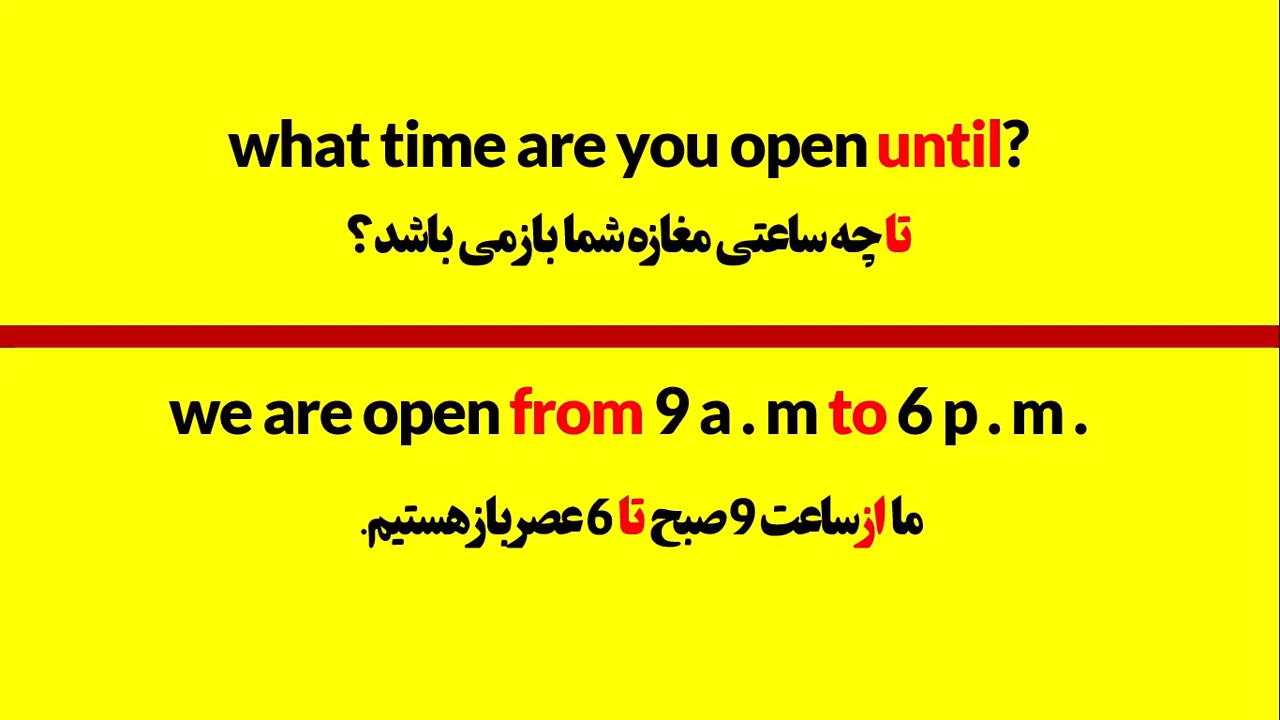 what time are you open until?
تا چه ساعتی مغازه شما باز می باشد؟
we are open from 9 a . m to 6 p . m .
ما از ساعت 9 صبح تا 6 عصر باز هستیم.